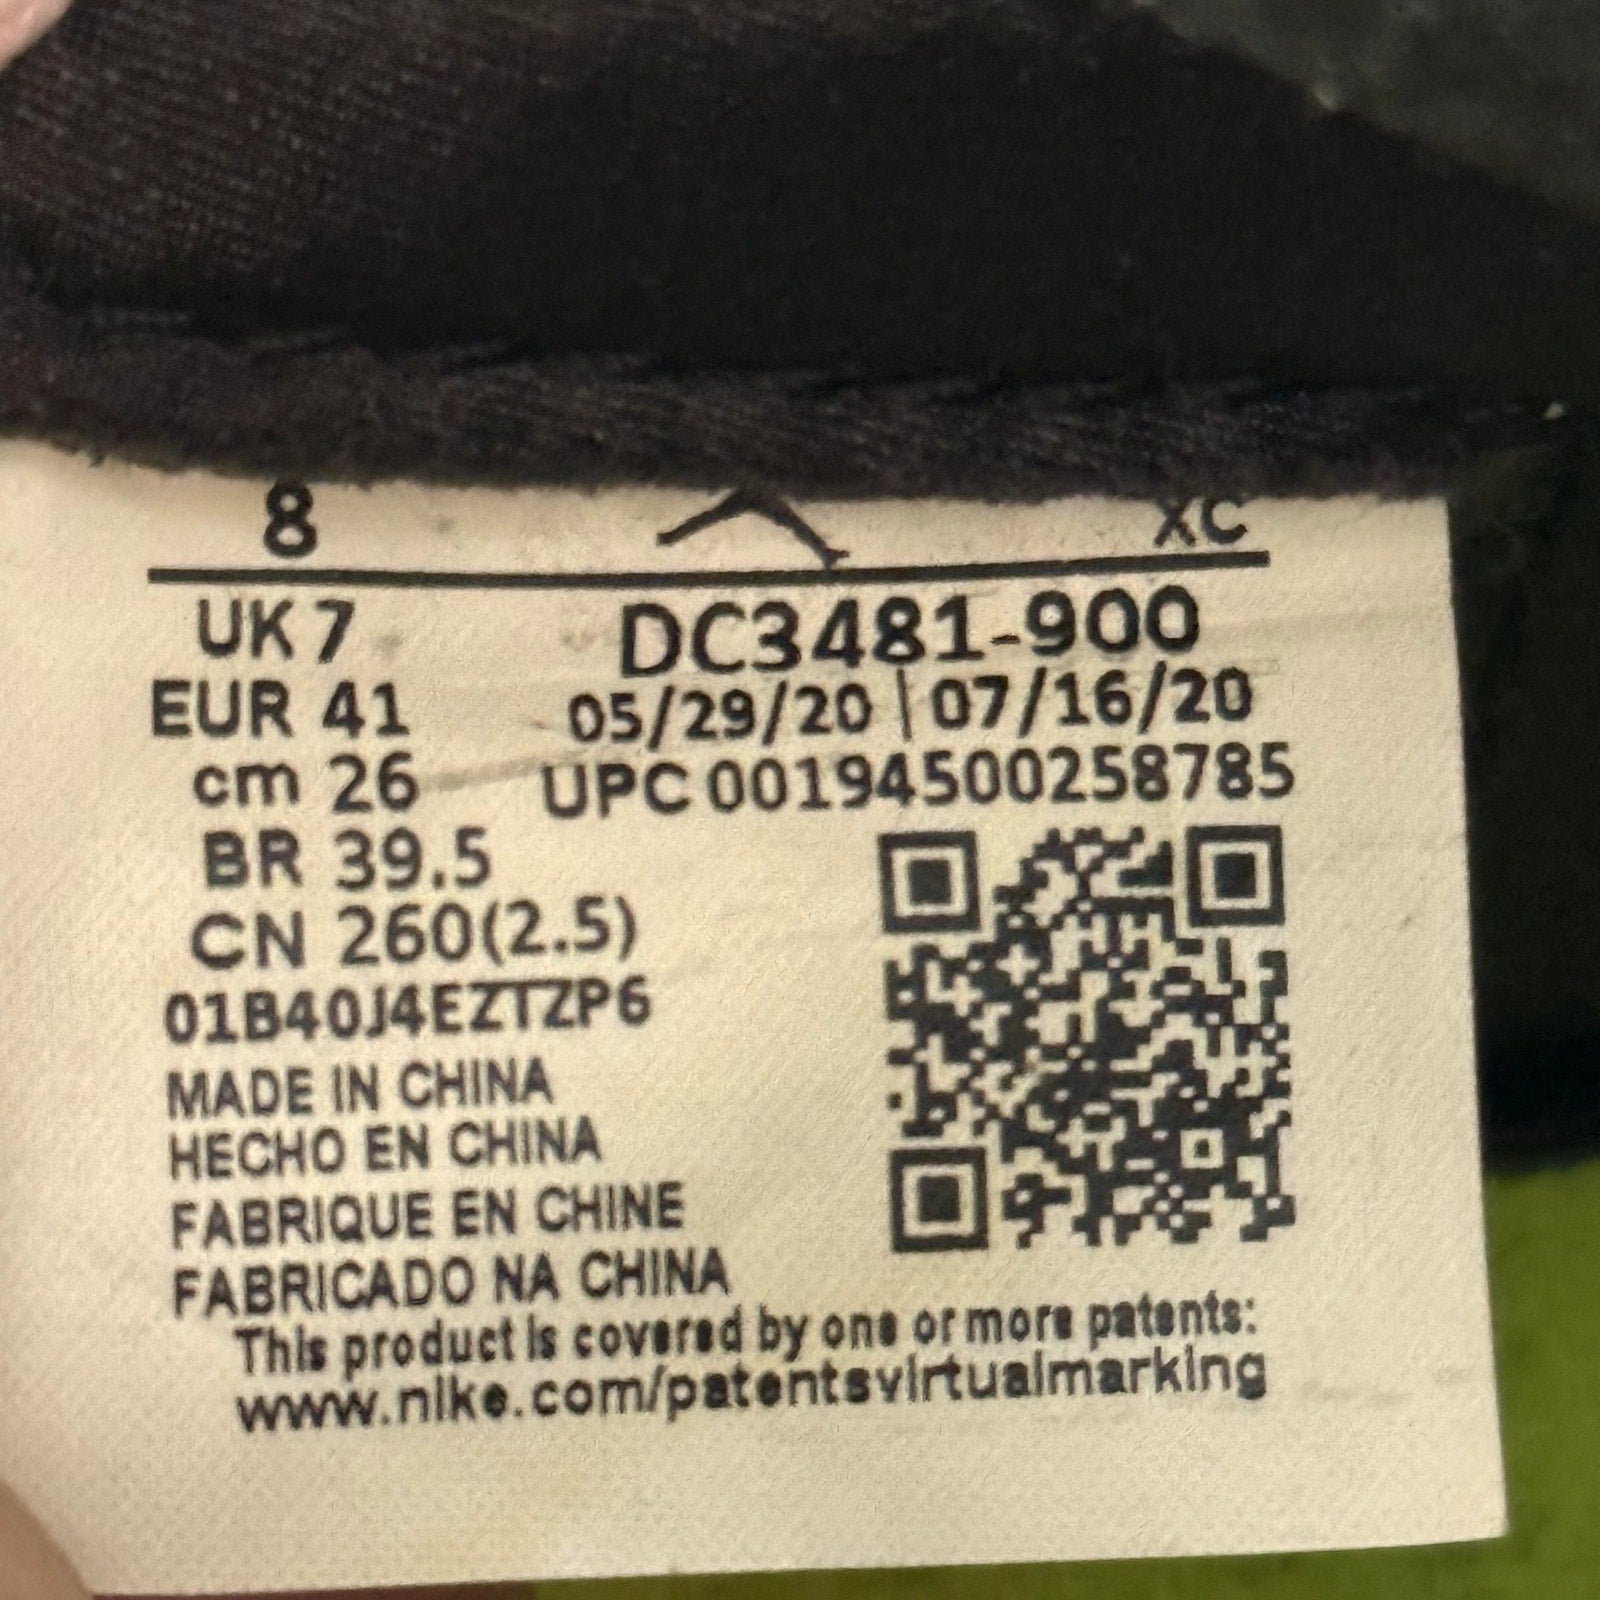 8 XC
UK 7 DC3481-900
EUR 41 05/29/20 | 07/16/20
cm 26 UPC 00194500258785
BR 39.5
CN 260(2.5)
01B40J4EZTZP6
MADE IN CHINA
HECHO EN CHINA
FABRIQUE EN CHINE
FABRICADO NA CHINA
This product is covered by one or more patents:
www.nike.com/patentsvirtualmarking